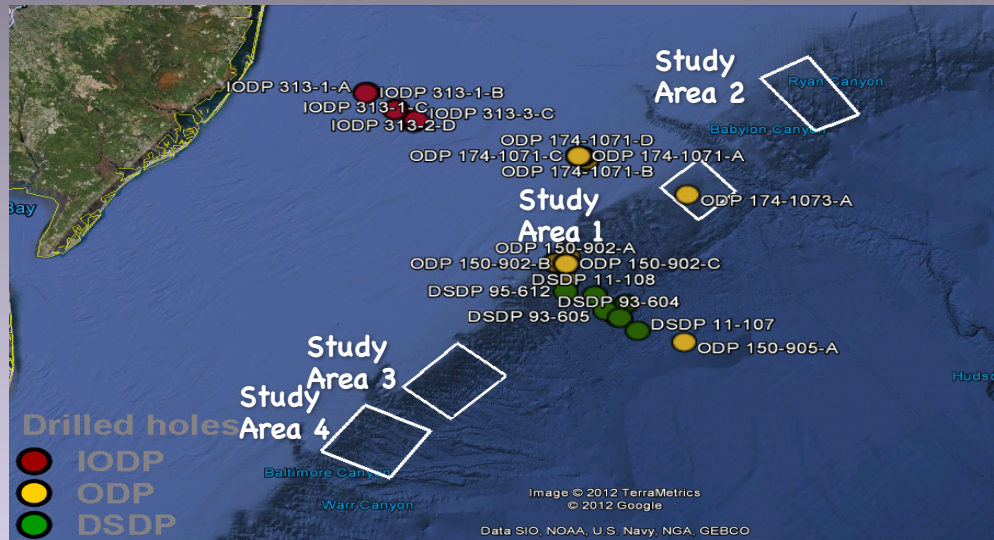 Study
Area 2
Ryan Canyon
IODP 313-1-A
IODP 313-1-B
IODP 313-1-C
IODP 313-3-C
IODP 313-2-D
Babylon Canyon
ODP 174-1071-D
ODP 174-1071-C
ODP 174-1071-A
ODP 174-1071-B
ODP 174-1073-A
Bay
Study
Area 1
ODP 150-902-A
ODP 150-902-B
ODP 150-902-C
DSDP 11-108
DSDP 95-612
DSDP 93-604
DSDP 93-605
DSDP 11-107
ODP 150-905-A
Study
Area 3
Hudso
Study
Area 4
Drilled holes
IODP
ODP
DSDP
Baltimore Canyon
Warr Canyon
Image © 2012 TerraMetrics
© 2012 Google
Data SIO, NOAA, U.S. Navy, NGA, GEBCO